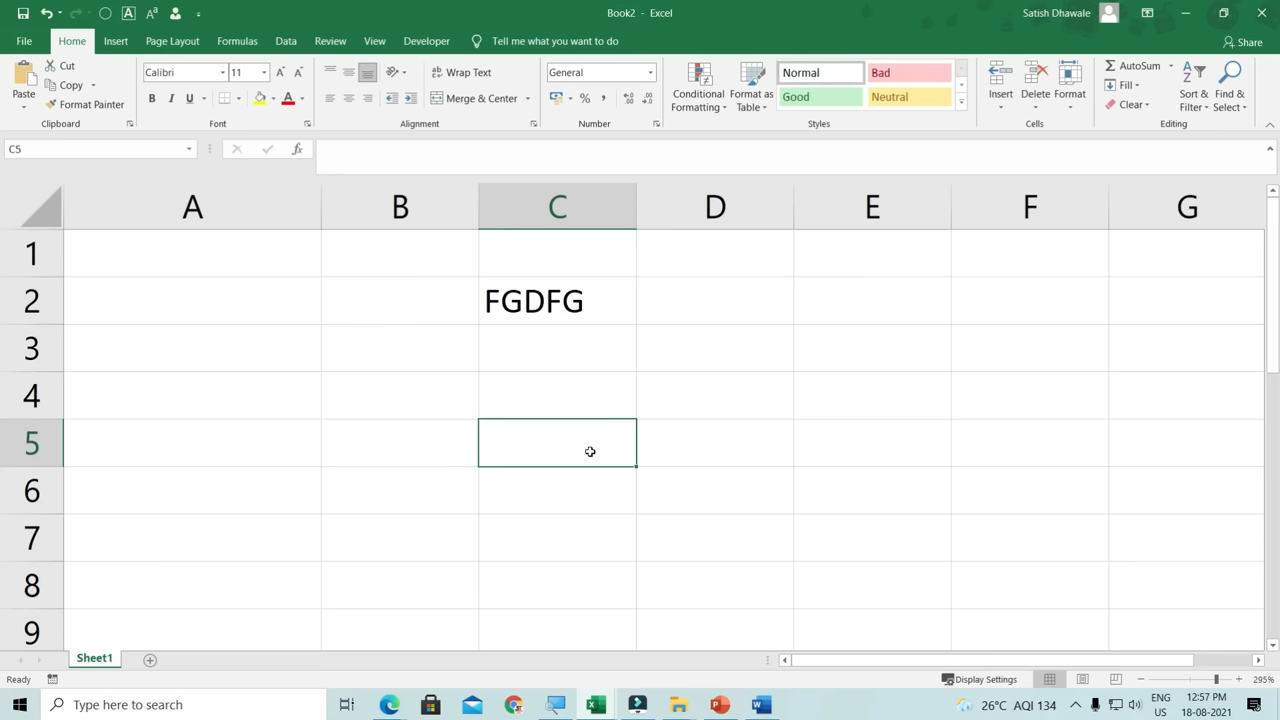 Book2 - Excel
Satish Dhawale
File Home Insert Page Layout Formulas Data Review View Developer Tell me what you want to do Share
Paste
Cut
Copy
Format Painter
Clipboard
Calibri 11
B I U
Font
Wrap Text
Merge & Center
Alignment
General
Number
Conditional Formatting
Format as Table
Normal Bad
Good Neutral
Styles
Insert Delete Format
Cells
AutoSum
Fill
Clear
Sort & Filter
Find & Select
Editing
C5
fx
A B C D E F G
1
2 FGDFG
3
4
5
6
7
8
9
Sheet1
Ready
Display Settings
295%
Type here to search
26°C AQI 134
ENG US
12:57 PM
18-08-2021